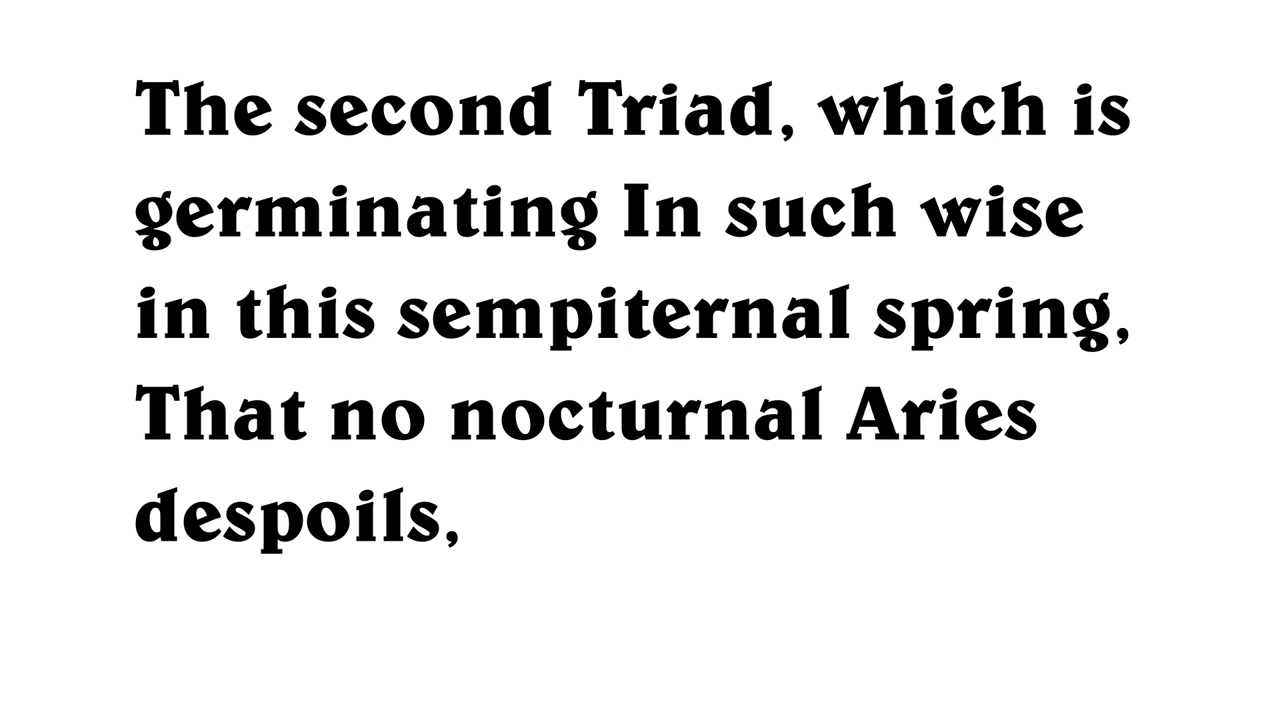 The second Triad, which is
germinating In such wise
in this sempiternal spring,
That no nocturnal Aries
despoils,